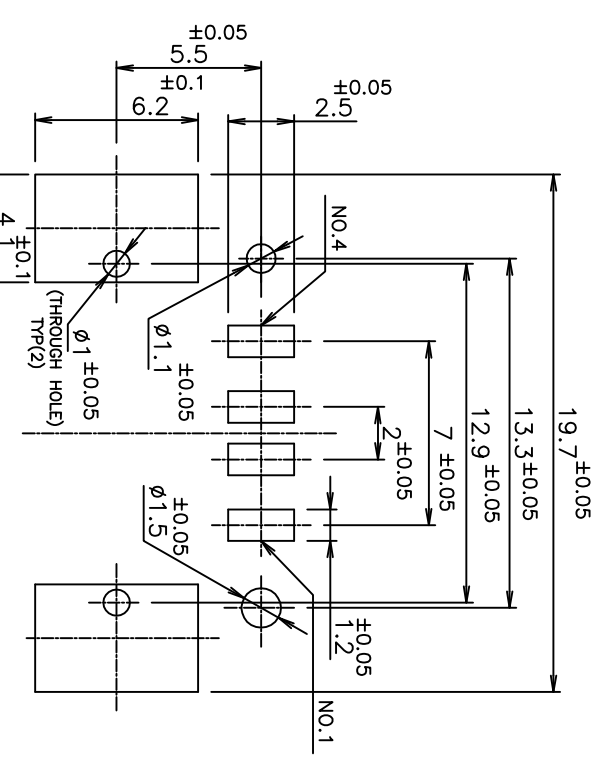 ±0.05
5.5
±0.1
6.2
±0.05
2.5
NO.4
±0.1
(THROUGH HOLE)
TYP(2)
ø1 ±0.05
ø1.1 ±0.05
2 ±0.05
7 ±0.05
12.9 ±0.05
13.3 ±0.05
19.7 ±0.05
ø1.5 ±0.05
1.2 ±0.05
NO.1